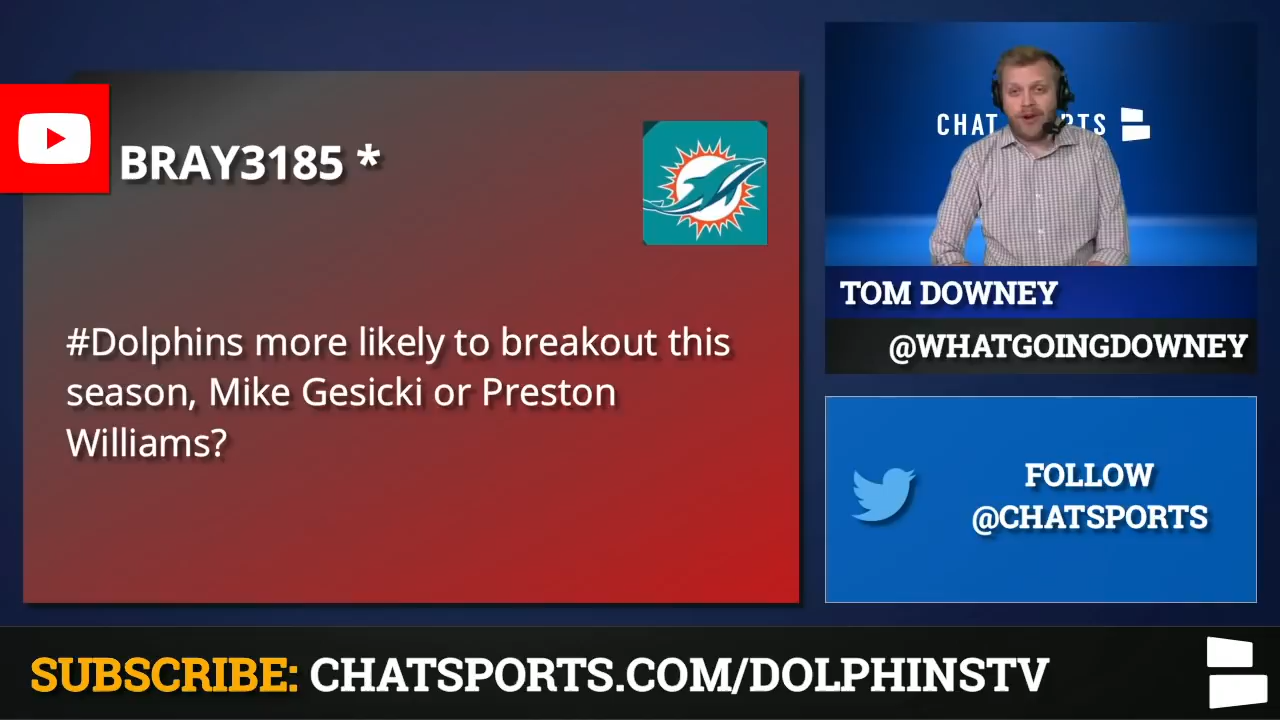 BRAY3185 *
#Dolphins more likely to breakout this
season, Mike Gesicki or Preston
Williams?
TOM DOWNEY
@WHATGOINGDOWNEY
FOLLOW
@CHATSPORTS
SUBSCRIBE: CHATSPORTS.COM/DOLPHINSTV